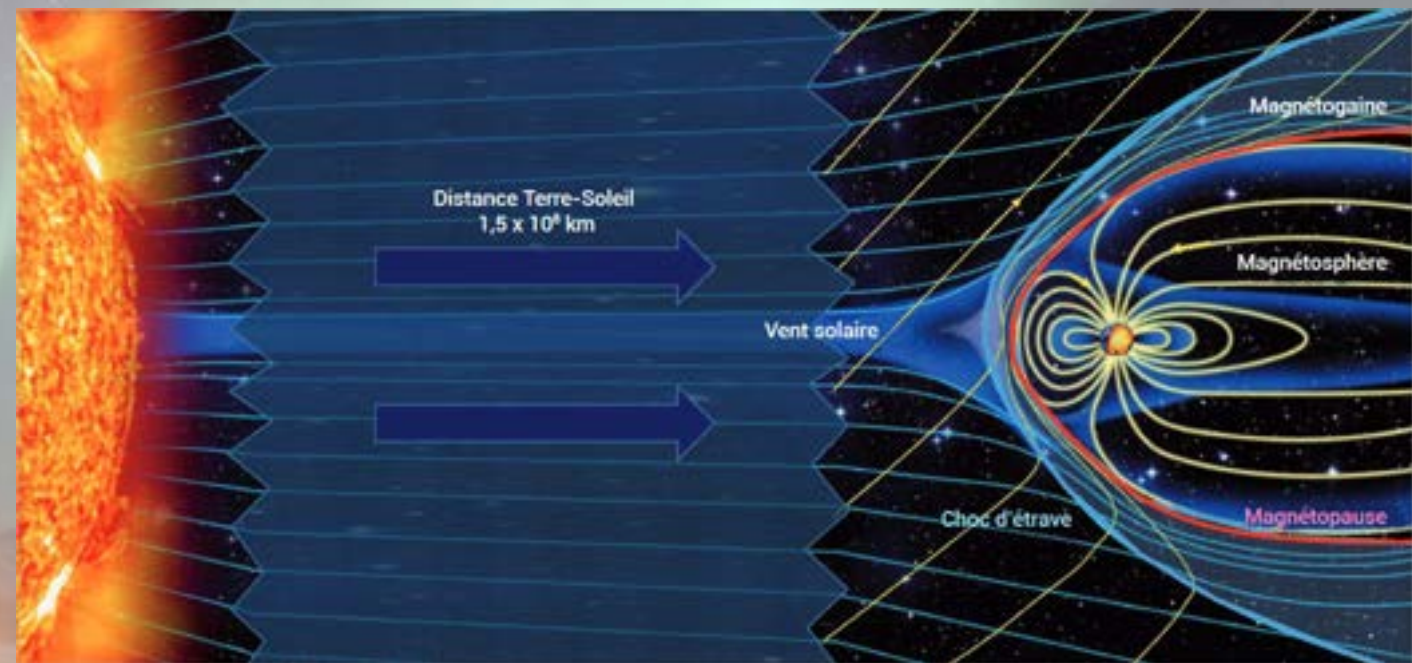 Magnétogaine
Distance Terre-Soleil
1,5 x 10⁸ km
Magnétosphère
Vent solaire
Choc d'étrave
Magnétopause